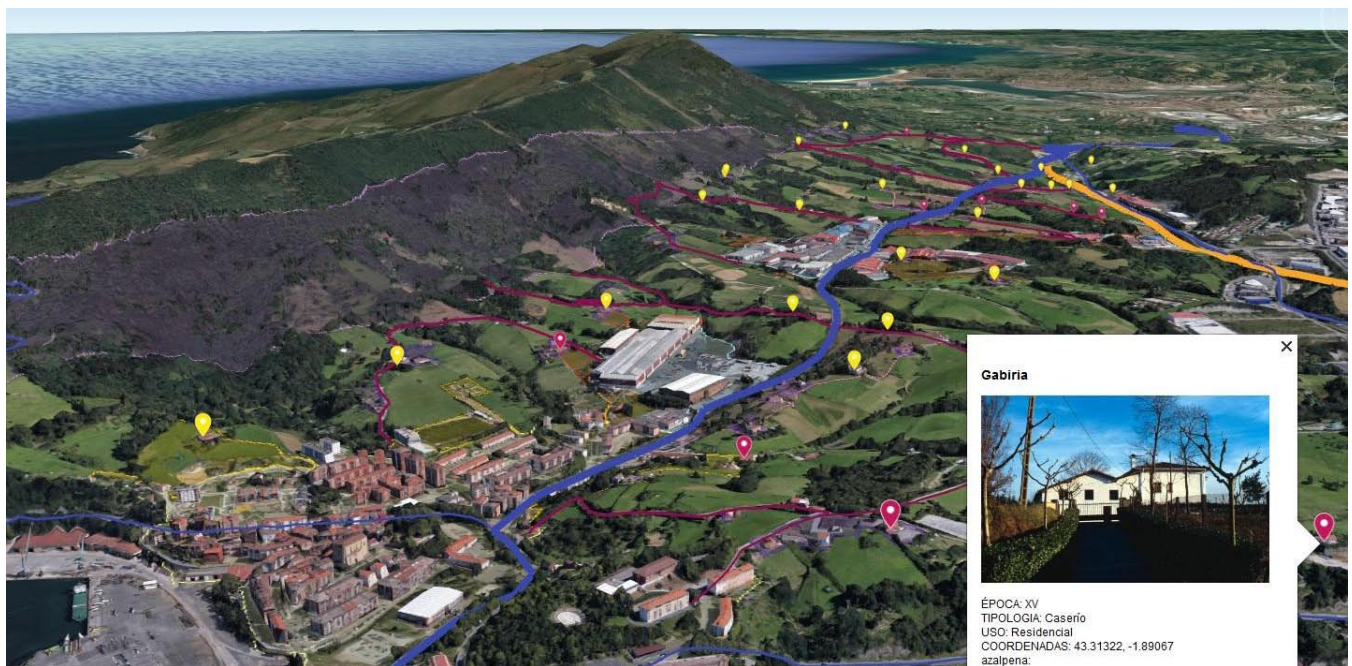 Gabiria
ÉPOCA: XV
TIPOLOGIA: Caserío
USO: Residencial
COORDENADAS: 43.31322, -1.89067
azalpena: